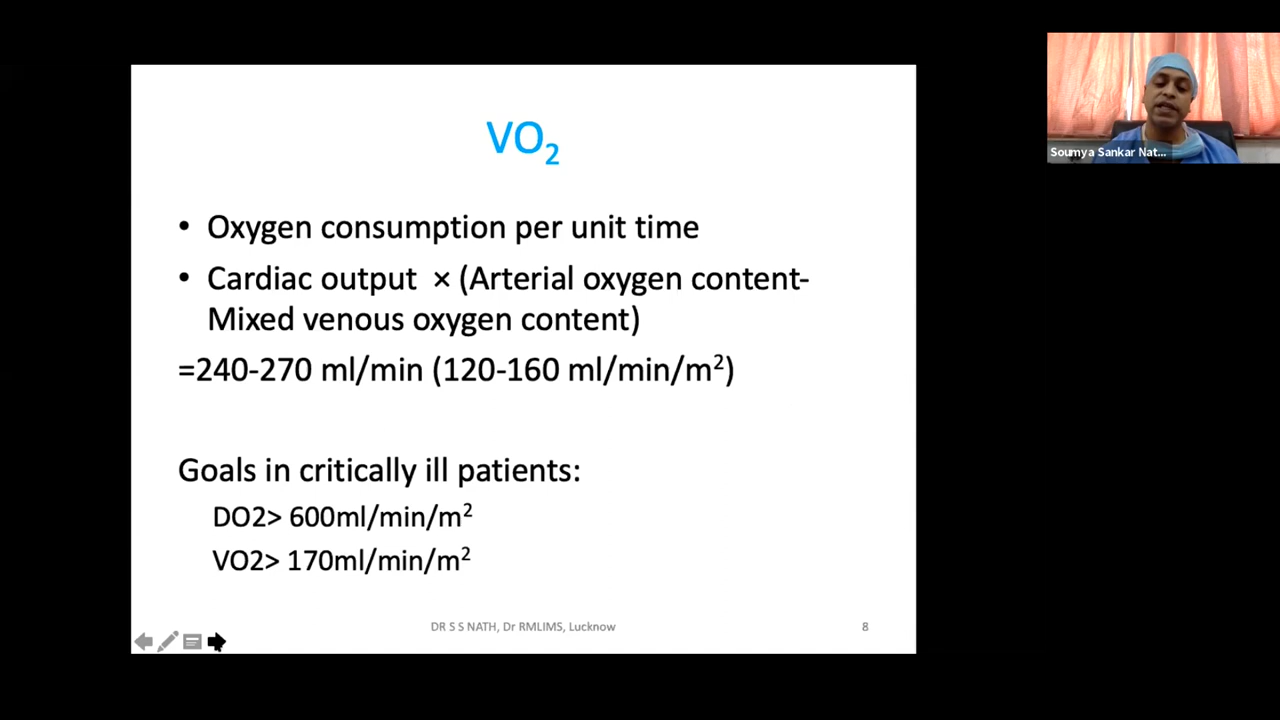 VO₂
• Oxygen consumption per unit time
• Cardiac output × (Arterial oxygen content-
Mixed venous oxygen content)
=240-270 ml/min (120-160 ml/min/m²)
Goals in critically ill patients:
DO2> 600ml/min/m²
VO2> 170ml/min/m²
DR S S NATH, Dr RMLIMS, Lucknow
8
Soumya Sankar Nat...